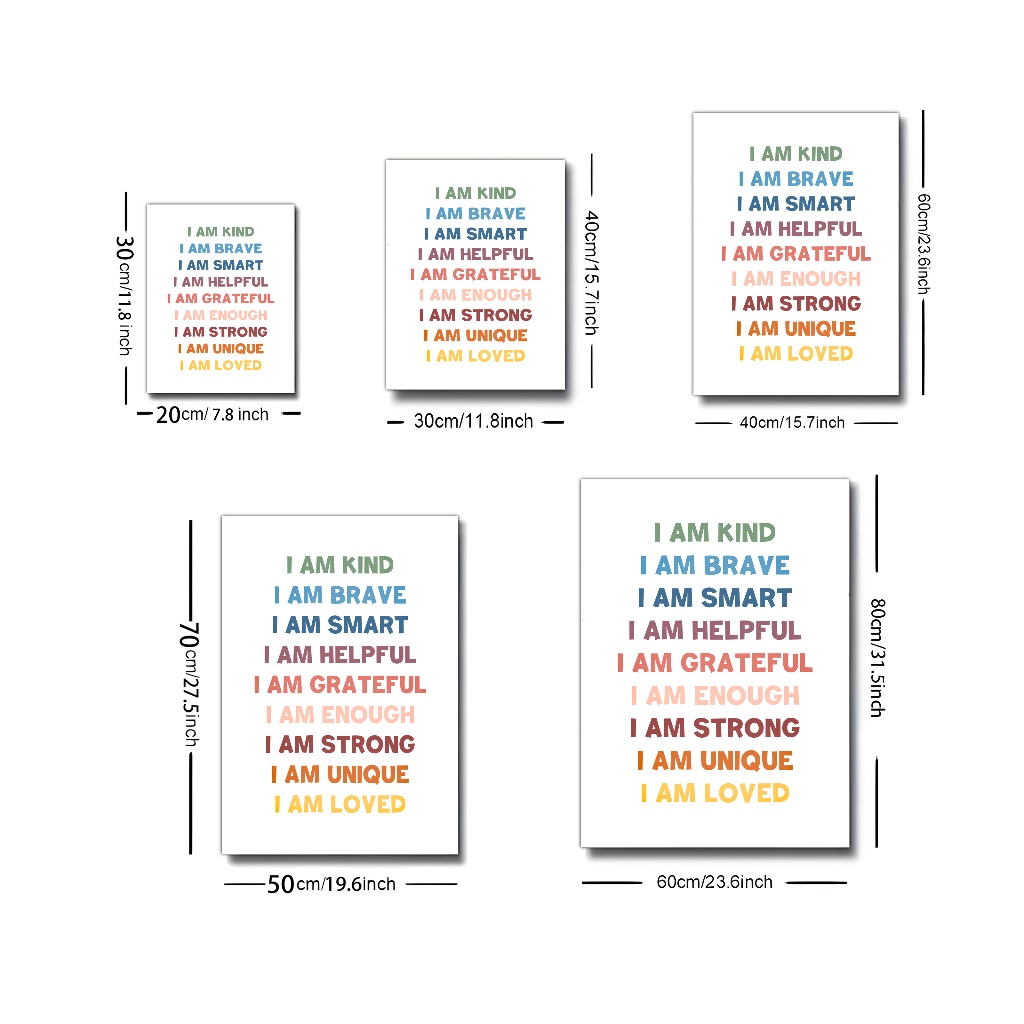 I AM KIND
I AM BRAVE
I AM SMART
I AM HELPFUL
I AM GRATEFUL
I AM ENOUGH
I AM STRONG
I AM UNIQUE
I AM LOVED
30cm/11.8 inch
20cm/ 7.8 inch
I AM KIND
I AM BRAVE
I AM SMART
I AM HELPFUL
I AM GRATEFUL
I AM ENOUGH
I AM STRONG
I AM UNIQUE
I AM LOVED
40cm/15.7inch
30cm/11.8inch
I AM KIND
I AM BRAVE
I AM SMART
I AM HELPFUL
I AM GRATEFUL
I AM ENOUGH
I AM STRONG
I AM UNIQUE
I AM LOVED
60cm/23.6inch
40cm/15.7inch
I AM KIND
I AM BRAVE
I AM SMART
I AM HELPFUL
I AM GRATEFUL
I AM ENOUGH
I AM STRONG
I AM UNIQUE
I AM LOVED
70cm/27.5inch
50cm/19.6inch
I AM KIND
I AM BRAVE
I AM SMART
I AM HELPFUL
I AM GRATEFUL
I AM ENOUGH
I AM STRONG
I AM UNIQUE
I AM LOVED
80cm/31.5inch
60cm/23.6inch